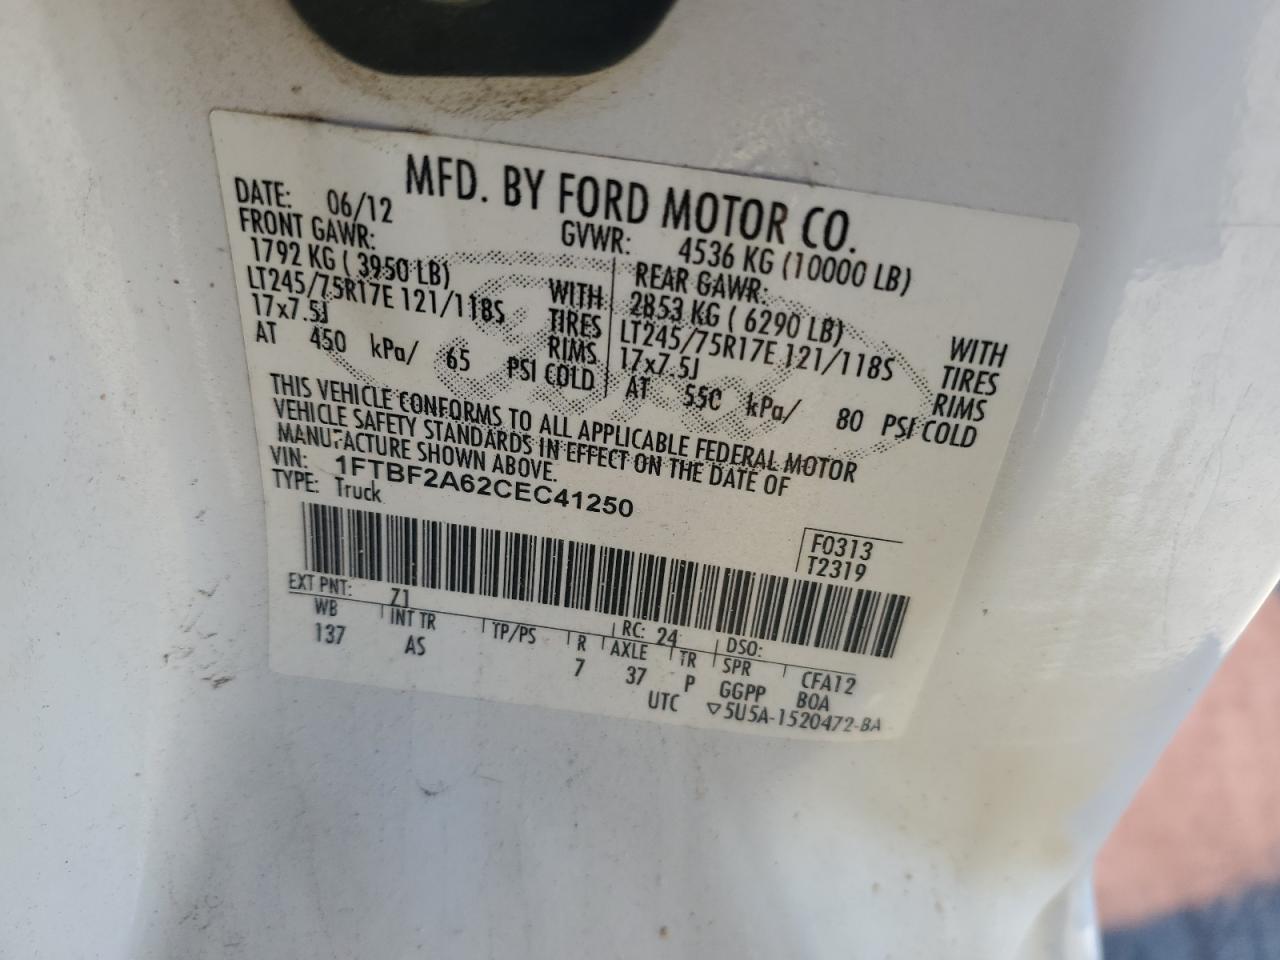 MFD. BY FORD MOTOR CO.
DATE: 06/12 GVWR: 4536 KG (10000 LB)
FRONT GAWR: REAR GAWR:
1792 KG ( 3950 LB) WITH 2853 KG ( 6290 LB) WITH
LT245/75R17E 121/118S TIRES LT245/75R17E 121/118S TIRES
17x7.5J RIMS 17x7.5J RIMS
AT 450 kPa/ 65 PSI COLD AT 550 kPa/ 80 PSI COLD
THIS VEHICLE CONFORMS TO ALL APPLICABLE FEDERAL MOTOR
VEHICLE SAFETY STANDARDS IN EFFECT ON THE DATE OF
MANUFACTURE SHOWN ABOVE.
VIN: 1FTBF2A62CEC41250
TYPE: Truck
F0313
T2319
EXT PNT: Z1 RC: 24 DSO:
WB INT TR TP/PS R AXLE TR SPR CFA12
137 AS 7 37 P GGPP BOA
UTC ▽5U5A-1520472-BA